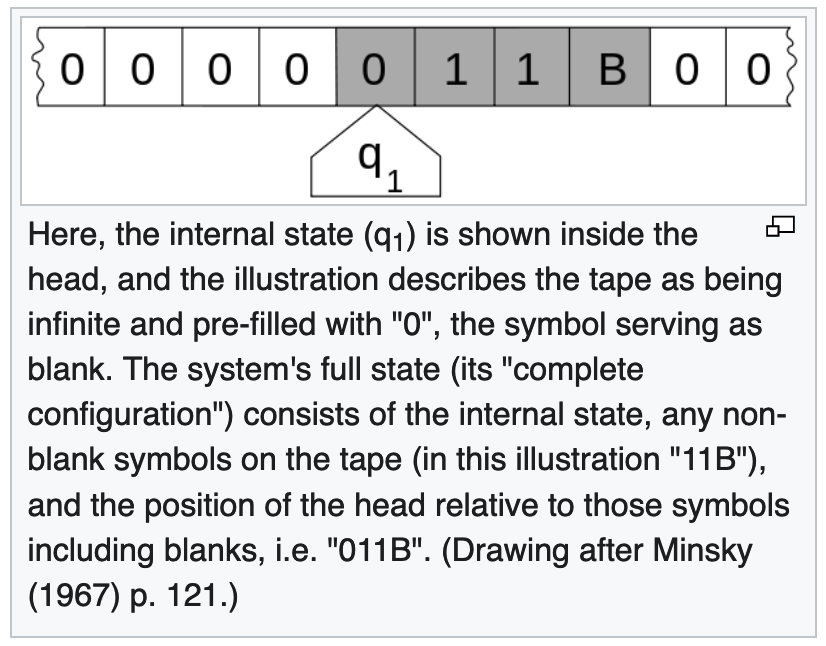 0 0 0 0 0 1 1 B 0 0
q1
Here, the internal state (q1) is shown inside the
head, and the illustration describes the tape as being
infinite and pre-filled with "0", the symbol serving as
blank. The system's full state (its "complete
configuration") consists of the internal state, any non-
blank symbols on the tape (in this illustration "11B"),
and the position of the head relative to those symbols
including blanks, i.e. "011B". (Drawing after Minsky
(1967) p. 121.)